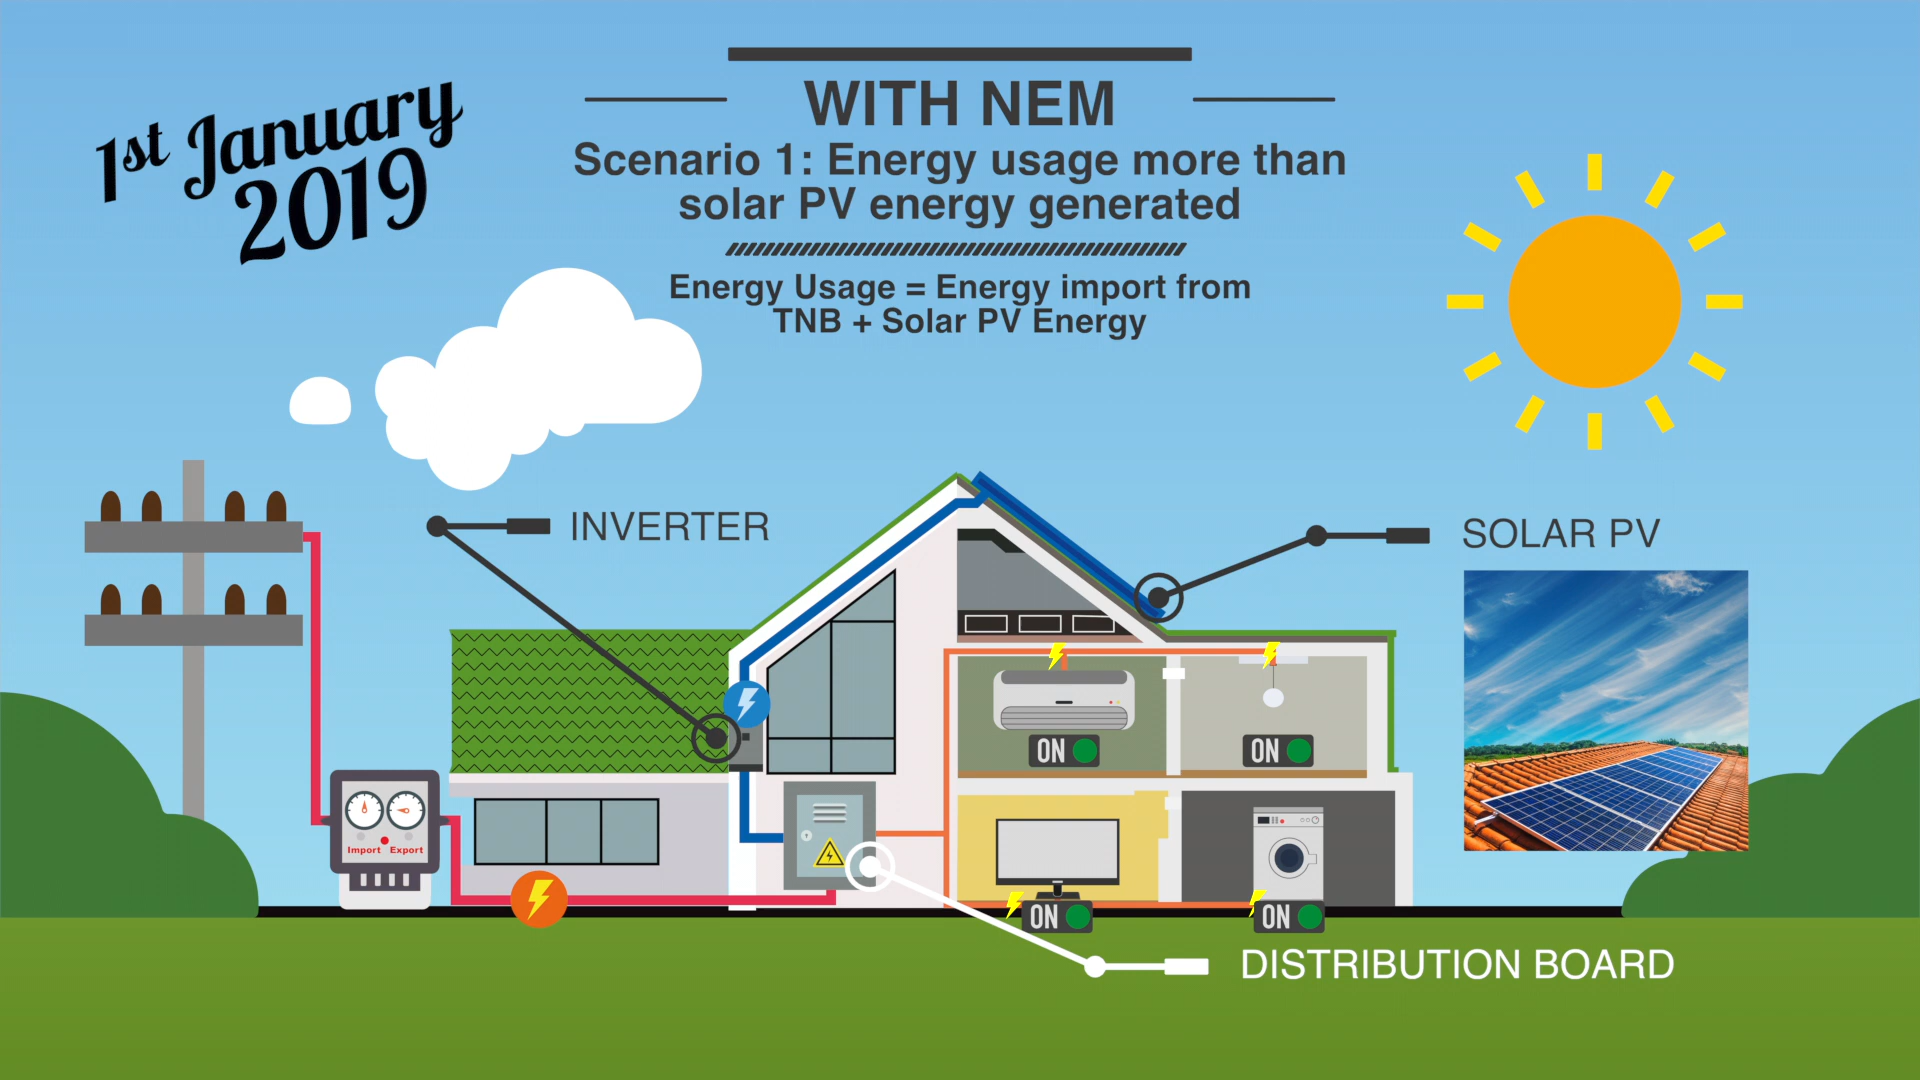 1st January
2019
WITH NEM
Scenario 1: Energy usage more than
solar PV energy generated
Energy Usage = Energy import from
TNB + Solar PV Energy
INVERTER
SOLAR PV
ON
ON
Import Export
ON
ON
DISTRIBUTION BOARD